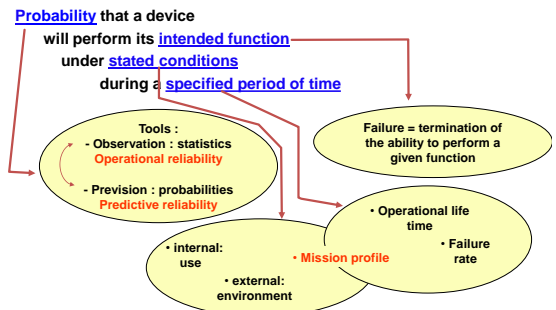 Probability that a device
will perform its intended function
under stated conditions
during a specified period of time
Tools :
- Observation : statistics
Operational reliability
- Prevision : probabilities
Predictive reliability
Failure = termination of
the ability to perform a
given function
• internal:
use
• external:
environment
• Mission profile
• Operational life
time
• Failure
rate